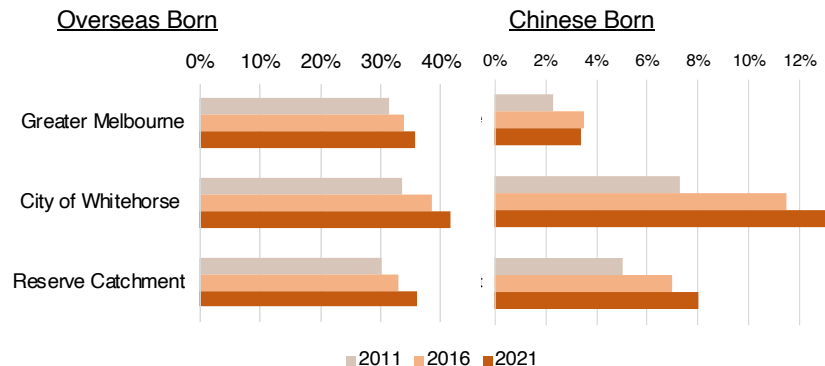 Overseas Born
Chinese Born
0% 10% 20% 30% 40%
0% 2% 4% 6% 8% 10% 12%
Greater Melbourne
City of Whitehorse
Reserve Catchment
2011 2016 2021